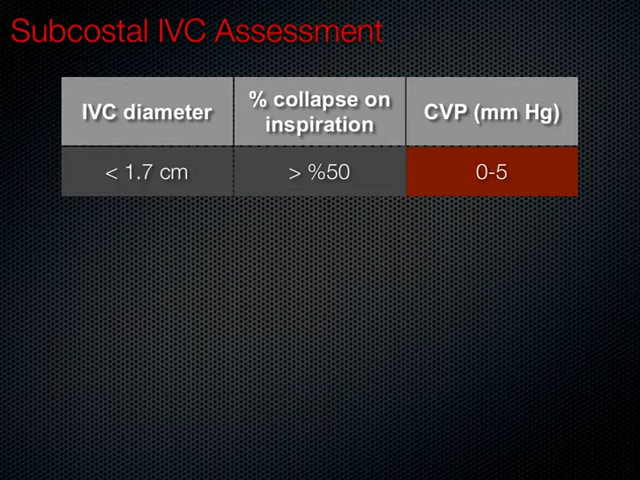 Subcostal IVC Assessment
IVC diameter
% collapse on
inspiration
CVP (mm Hg)
< 1.7 cm
> %50
0-5